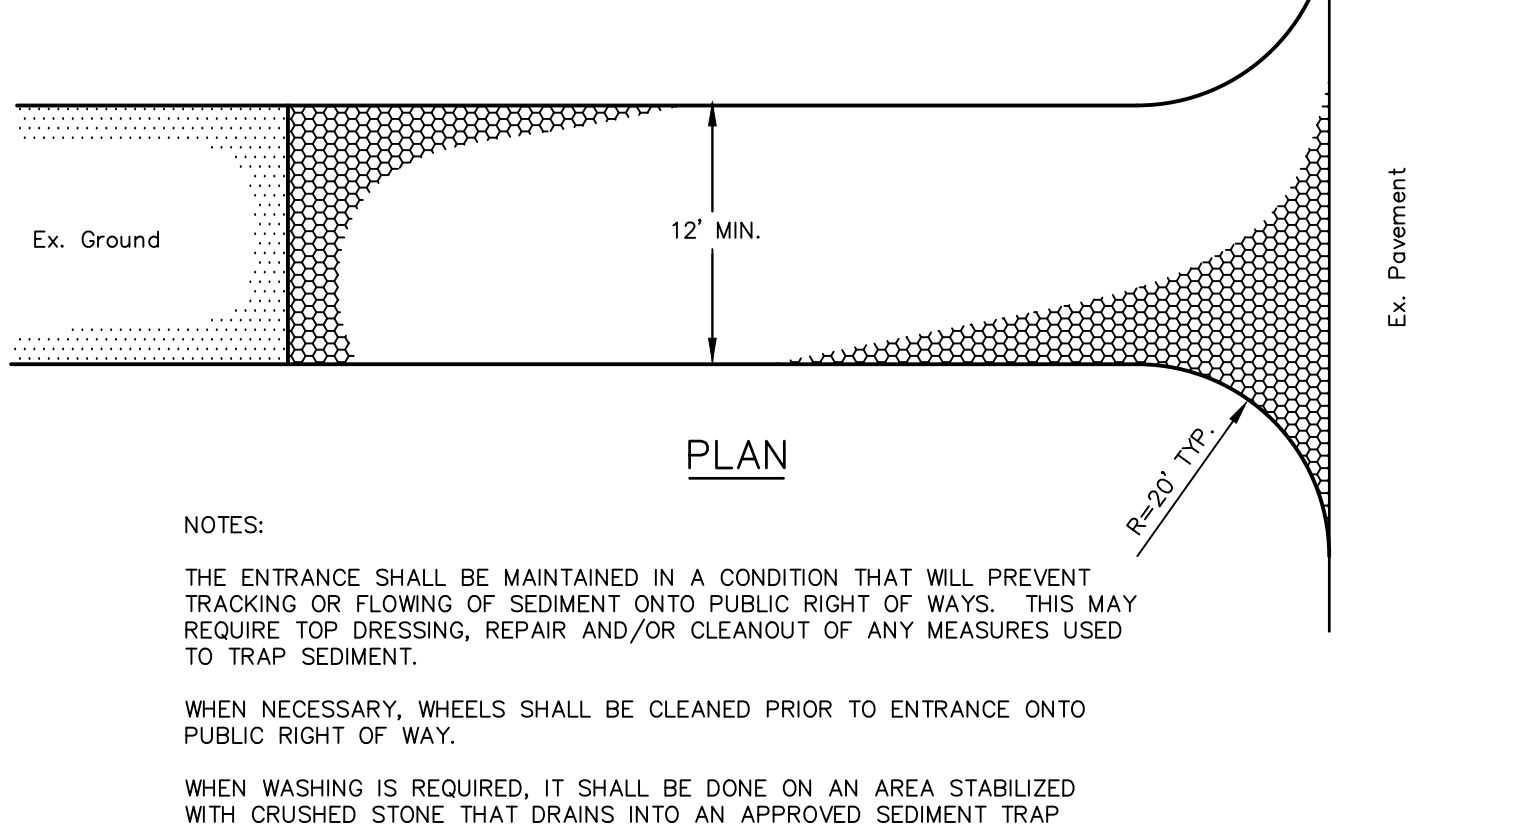 Ex. Ground
12' MIN.
Ex. Pavement
R=20' TYP.
PLAN
NOTES:
THE ENTRANCE SHALL BE MAINTAINED IN A CONDITION THAT WILL PREVENT
TRACKING OR FLOWING OF SEDIMENT ONTO PUBLIC RIGHT OF WAYS. THIS MAY
REQUIRE TOP DRESSING, REPAIR AND/OR CLEANOUT OF ANY MEASURES USED
TO TRAP SEDIMENT.
WHEN NECESSARY, WHEELS SHALL BE CLEANED PRIOR TO ENTRANCE ONTO
PUBLIC RIGHT OF WAY.
WHEN WASHING IS REQUIRED, IT SHALL BE DONE ON AN AREA STABILIZED
WITH CRUSHED STONE THAT DRAINS INTO AN APPROVED SEDIMENT TRAP